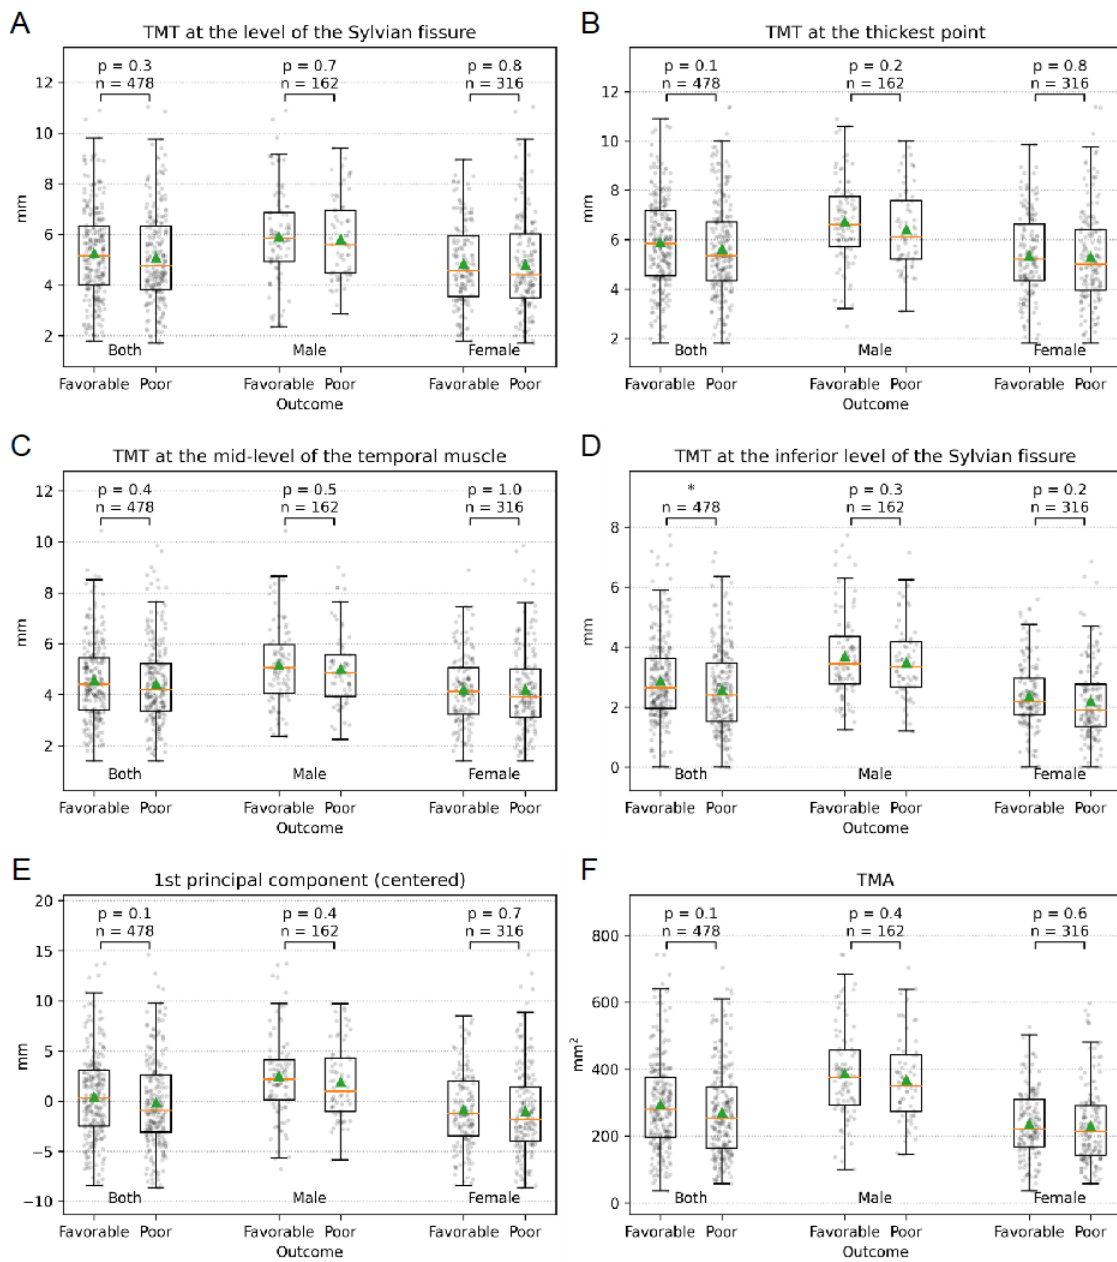 A
TMT at the level of the Sylvian fissure
p = 0.3
n = 478
p = 0.7
n = 162
p = 0.8
n = 316
12
10
8
6
4
2
mm
Both
Male
Female
Favorable Poor
Favorable Poor
Favorable Poor
Outcome
B
TMT at the thickest point
p = 0.1
n = 478
p = 0.2
n = 162
p = 0.8
n = 316
12
10
8
6
4
2
mm
Both
Male
Female
Favorable Poor
Favorable Poor
Favorable Poor
Outcome
C
TMT at the mid-level of the temporal muscle
p = 0.4
n = 478
p = 0.5
n = 162
p = 1.0
n = 316
12
10
8
6
4
2
mm
Both
Male
Female
Favorable Poor
Favorable Poor
Favorable Poor
Outcome
D
TMT at the inferior level of the Sylvian fissure
*
n = 478
p = 0.3
n = 162
p = 0.2
n = 316
8
6
4
2
0
mm
Both
Male
Female
Favorable Poor
Favorable Poor
Favorable Poor
Outcome
E
1st principal component (centered)
p = 0.1
n = 478
p = 0.4
n = 162
p = 0.7
n = 316
20
15
10
5
0
−5
−10
mm
Both
Male
Female
Favorable Poor
Favorable Poor
Favorable Poor
Outcome
F
TMA
p = 0.1
n = 478
p = 0.4
n = 162
p = 0.6
n = 316
800
600
400
200
0
mm²
Both
Male
Female
Favorable Poor
Favorable Poor
Favorable Poor
Outcome